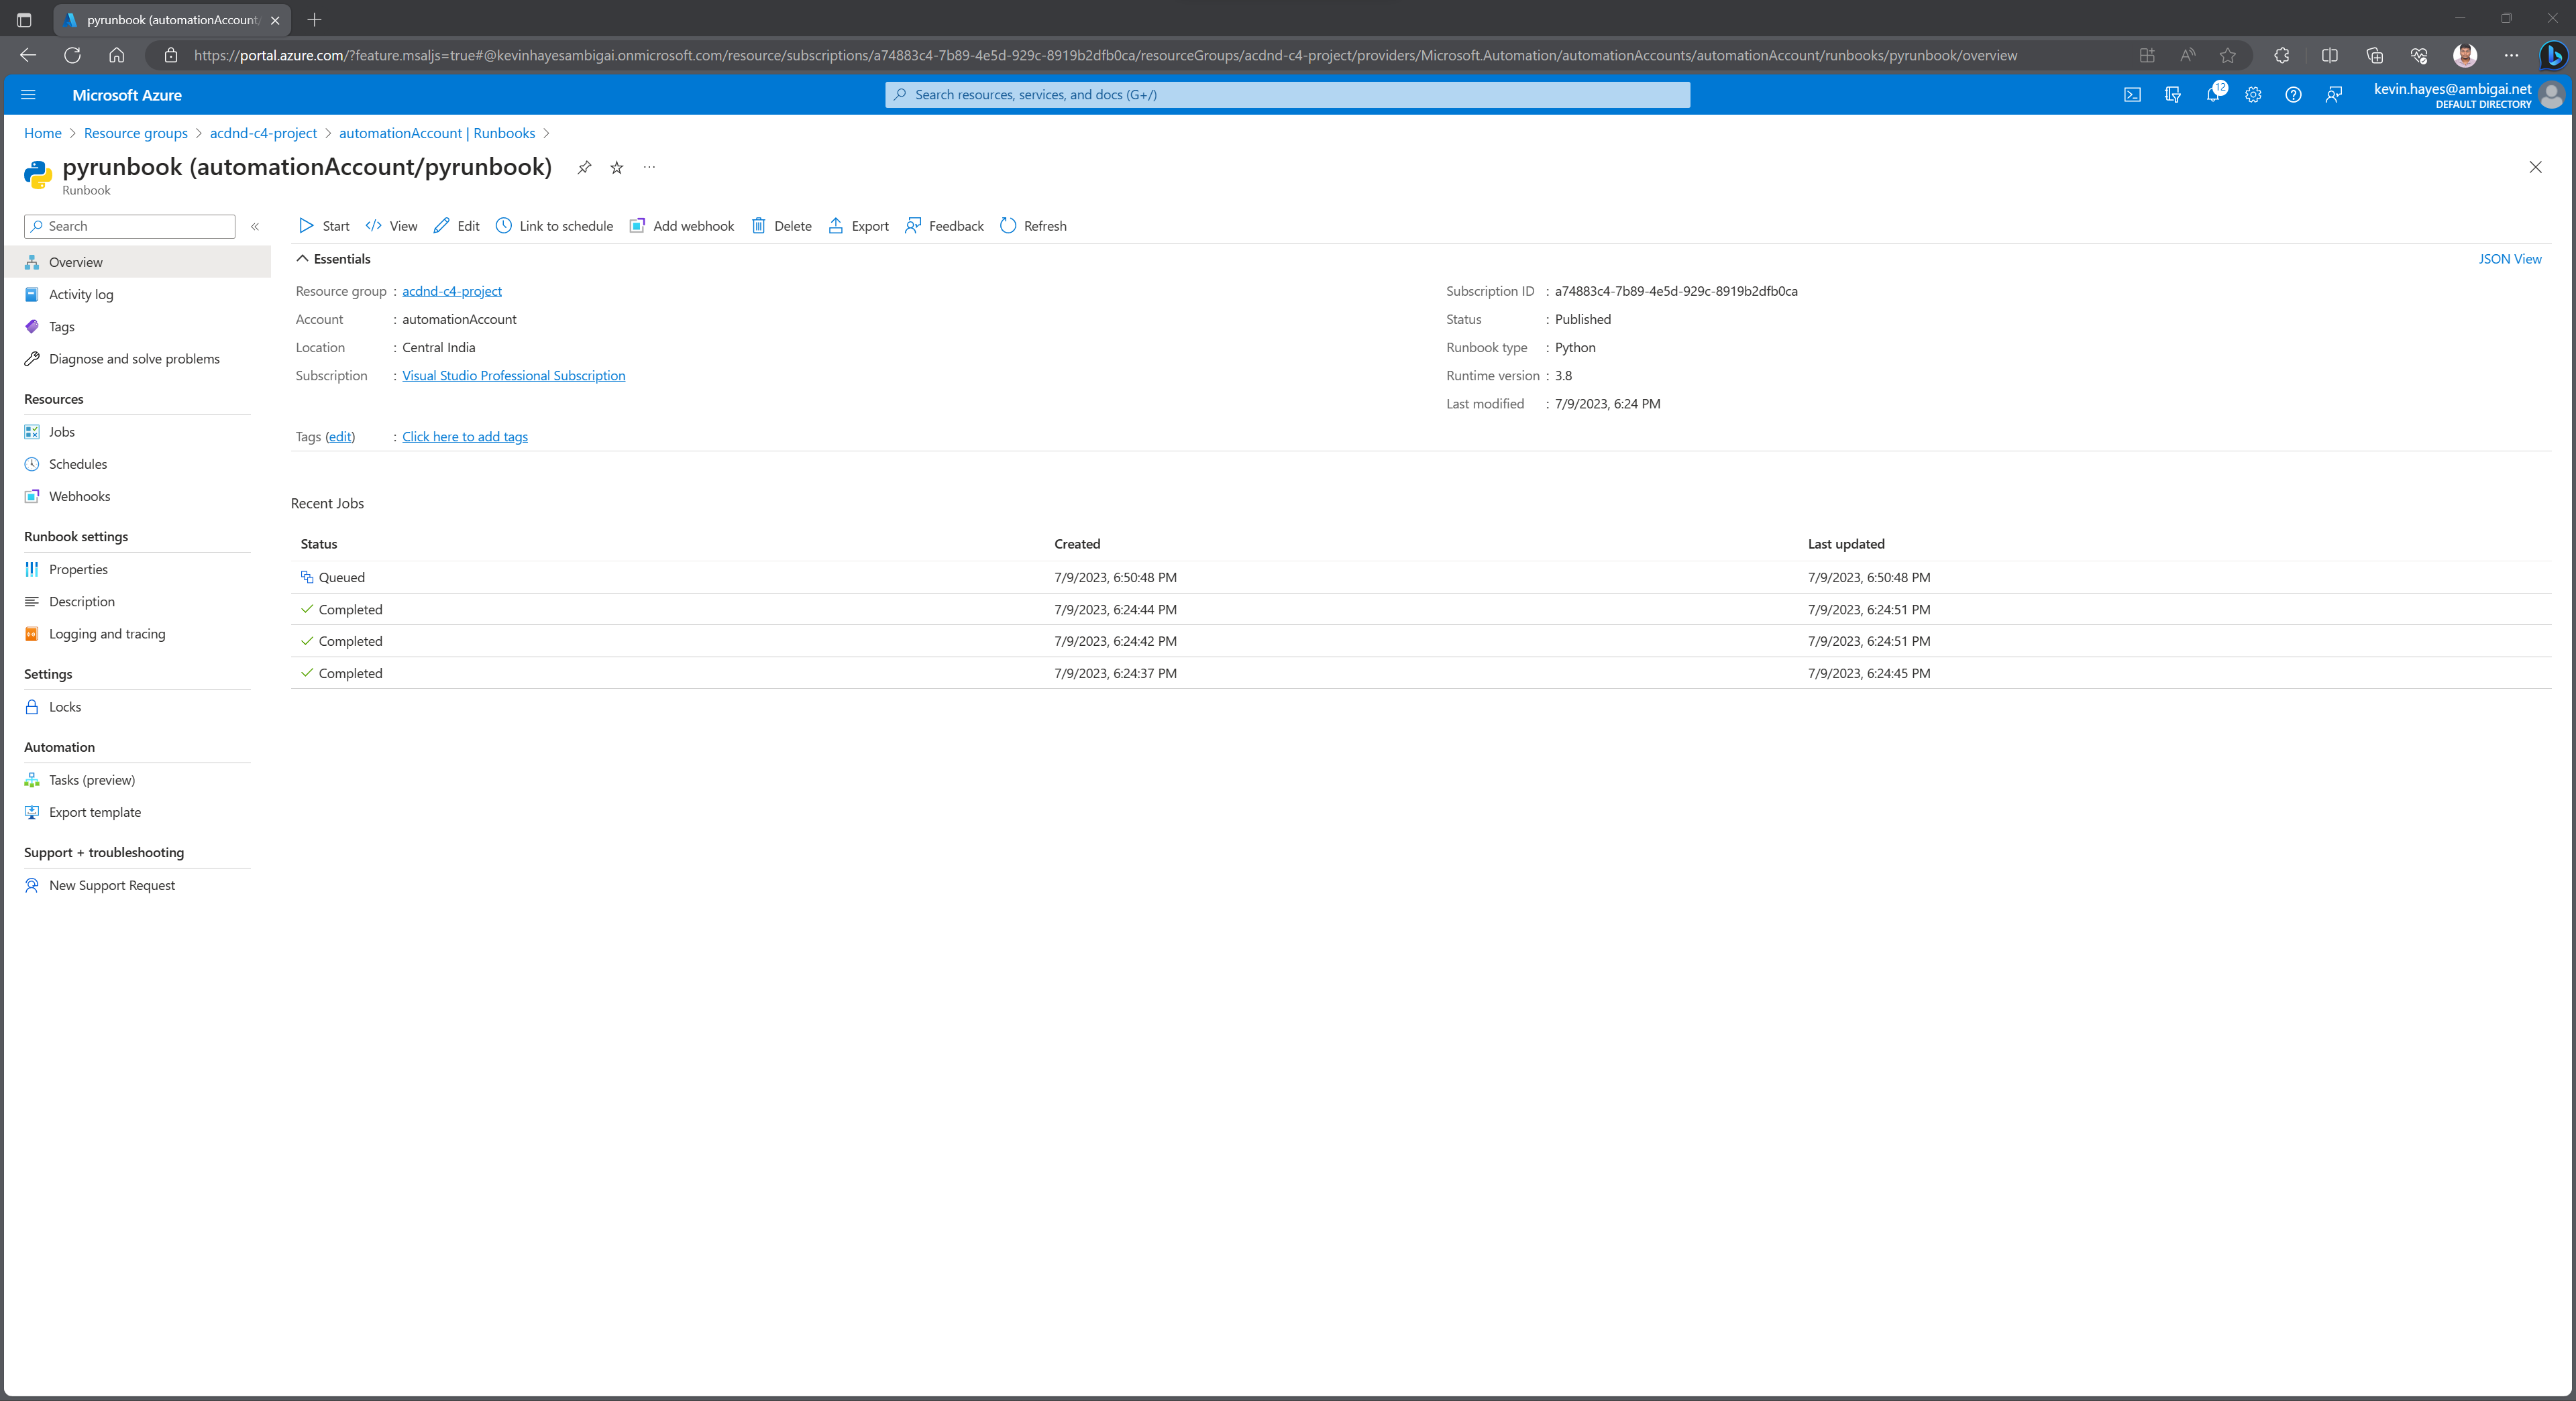 pyrunbook (automationAccount/
https://portal.azure.com/?feature.msaljs=true#@kevinhayesambigai.onmicrosoft.com/resource/subscriptions/a74883c4-7b89-4e5d-929c-8919b2dfb0ca/resourceGroups/acdnd-c4-project/providers/Microsoft.Automation/automationAccounts/automationAccount/runbooks/pyrunbook/overview
Microsoft Azure
Search resources, services, and docs (G+/)
12
kevin.hayes@ambigai.net
DEFAULT DIRECTORY
Home > Resource groups > acdnd-c4-project > automationAccount | Runbooks >
pyrunbook (automationAccount/pyrunbook)
Runbook
Search
Start View Edit Link to schedule Add webhook Delete Export Feedback Refresh
Overview
Activity log
Tags
Diagnose and solve problems
Resources
Jobs
Schedules
Webhooks
Runbook settings
Properties
Description
Logging and tracing
Settings
Locks
Automation
Tasks (preview)
Export template
Support + troubleshooting
New Support Request
Essentials
JSON View
Resource group : acdnd-c4-project
Account : automationAccount
Location : Central India
Subscription : Visual Studio Professional Subscription
Tags (edit) : Click here to add tags
Subscription ID : a74883c4-7b89-4e5d-929c-8919b2dfb0ca
Status : Published
Runbook type : Python
Runtime version : 3.8
Last modified : 7/9/2023, 6:24 PM
Recent Jobs
Status Created Last updated
Queued 7/9/2023, 6:50:48 PM 7/9/2023, 6:50:48 PM
Completed 7/9/2023, 6:24:44 PM 7/9/2023, 6:24:51 PM
Completed 7/9/2023, 6:24:42 PM 7/9/2023, 6:24:51 PM
Completed 7/9/2023, 6:24:37 PM 7/9/2023, 6:24:45 PM